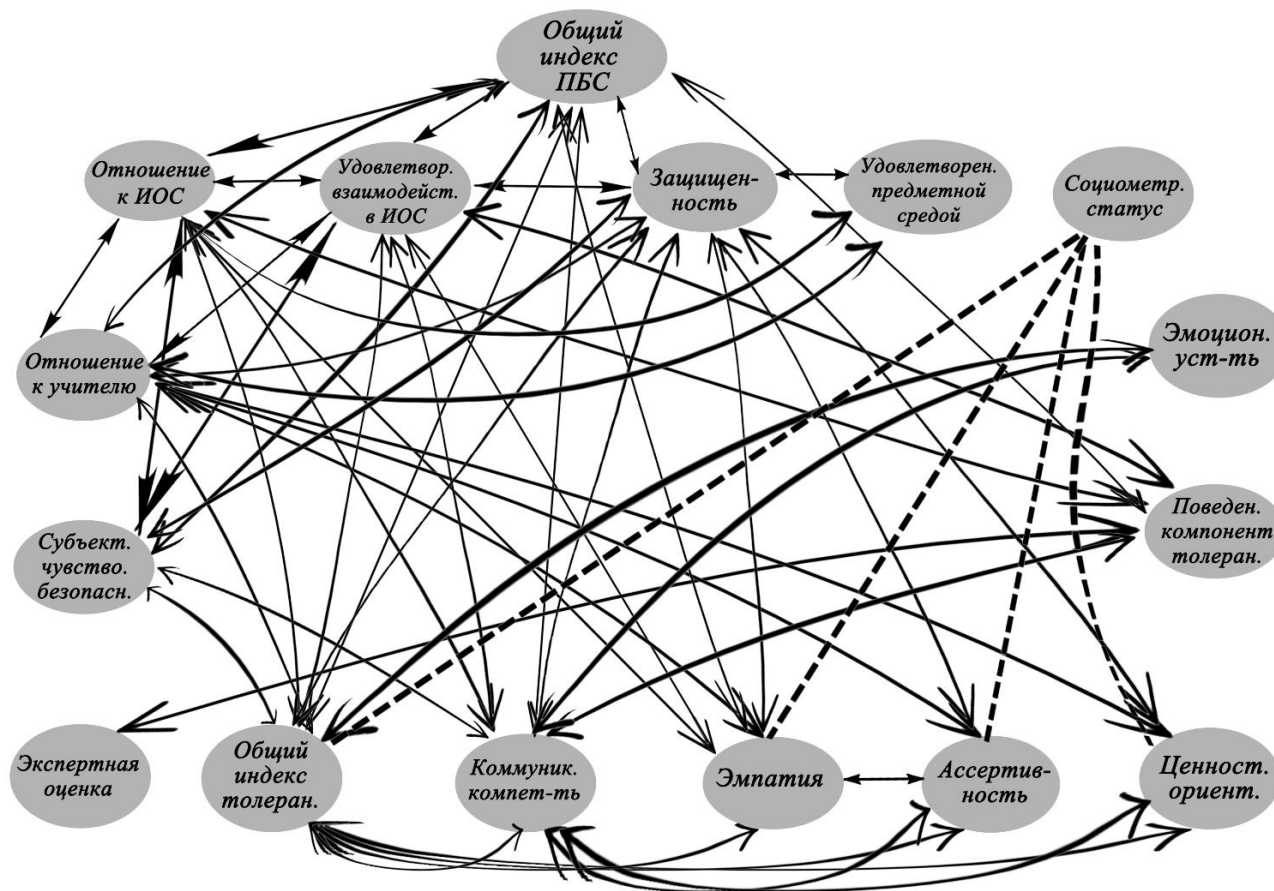 Общий
индекс
ПБС
Отношение
к ИОС
Удовлетвор.
взаимодейст.
в ИОС
Защищен-
ность
Удовлетворен.
предметной
средой
Социометр.
статус
Эмоцион.
уст-ть
Отношение
к учителю
Поведен.
компонент
толеран.
Субъект.
чувство.
безопасн.
Экспертная
оценка
Общий
индекс
толеран.
Коммуник.
компет-ть
Эмпатия
Ассертив-
ность
Ценност.
ориент.